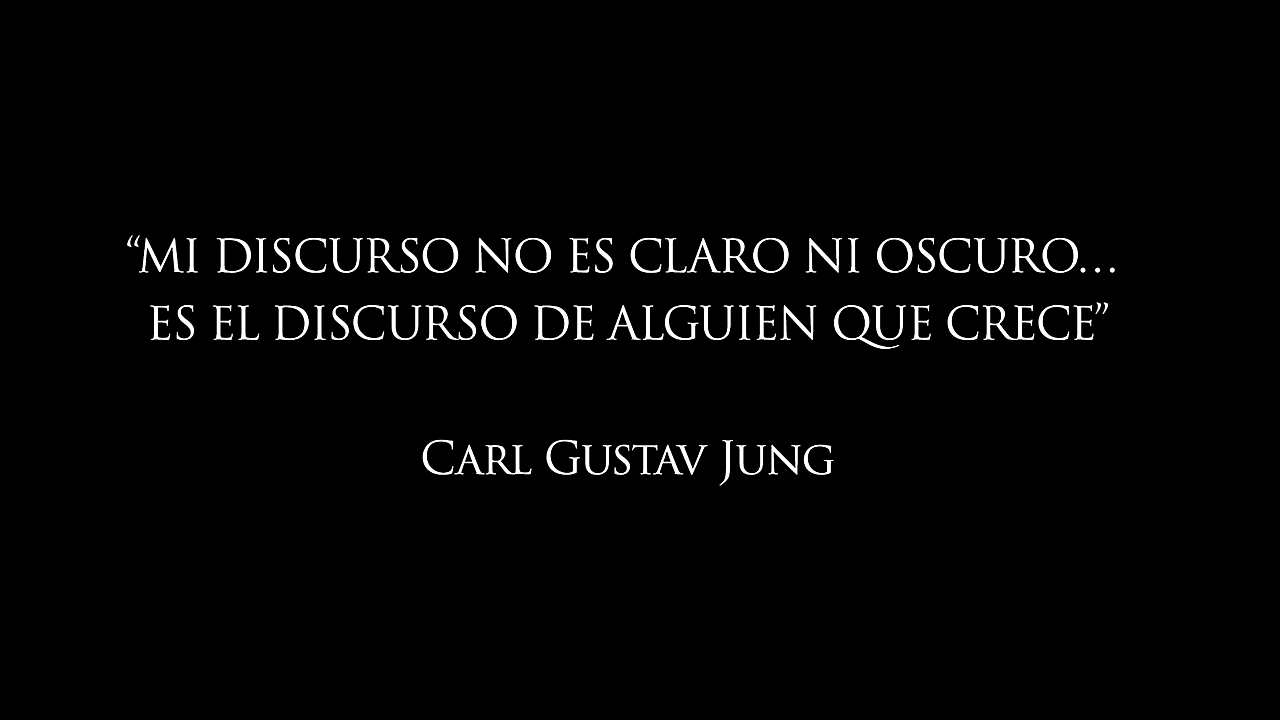 “MI DISCURSO NO ES CLARO NI OSCURO...
ES EL DISCURSO DE ALGUIEN QUE CRECE”
CARL GUSTAV JUNG